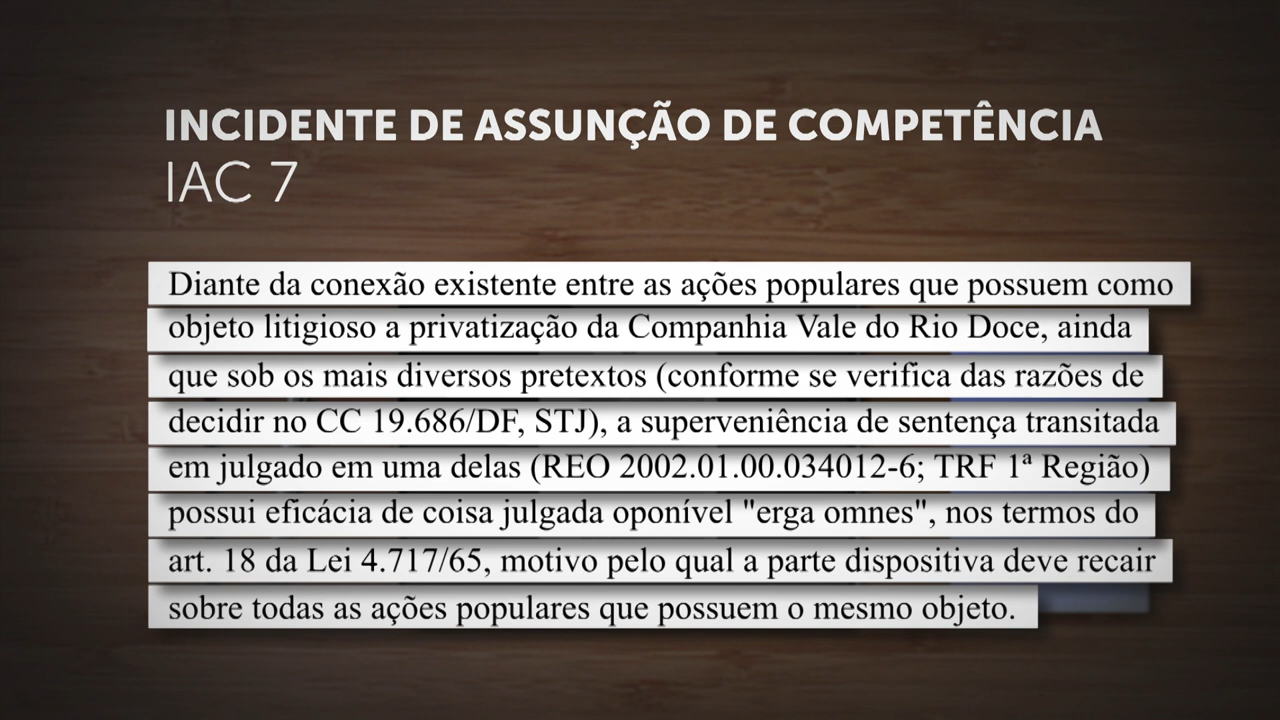 INCIDENTE DE ASSUNÇÃO DE COMPETÊNCIA
IAC 7
Diante da conexão existente entre as ações populares que possuem como
objeto litigioso a privatização da Companhia Vale do Rio Doce, ainda
que sob os mais diversos pretextos (conforme se verifica das razões de
decidir no CC 19.686/DF, STJ), a superveniência de sentença transitada
em julgado em uma delas (REO 2002.01.00.034012-6; TRF 1ª Região)
possui eficácia de coisa julgada oponível "erga omnes", nos termos do
art. 18 da Lei 4.717/65, motivo pelo qual a parte dispositiva deve recair
sobre todas as ações populares que possuem o mesmo objeto.